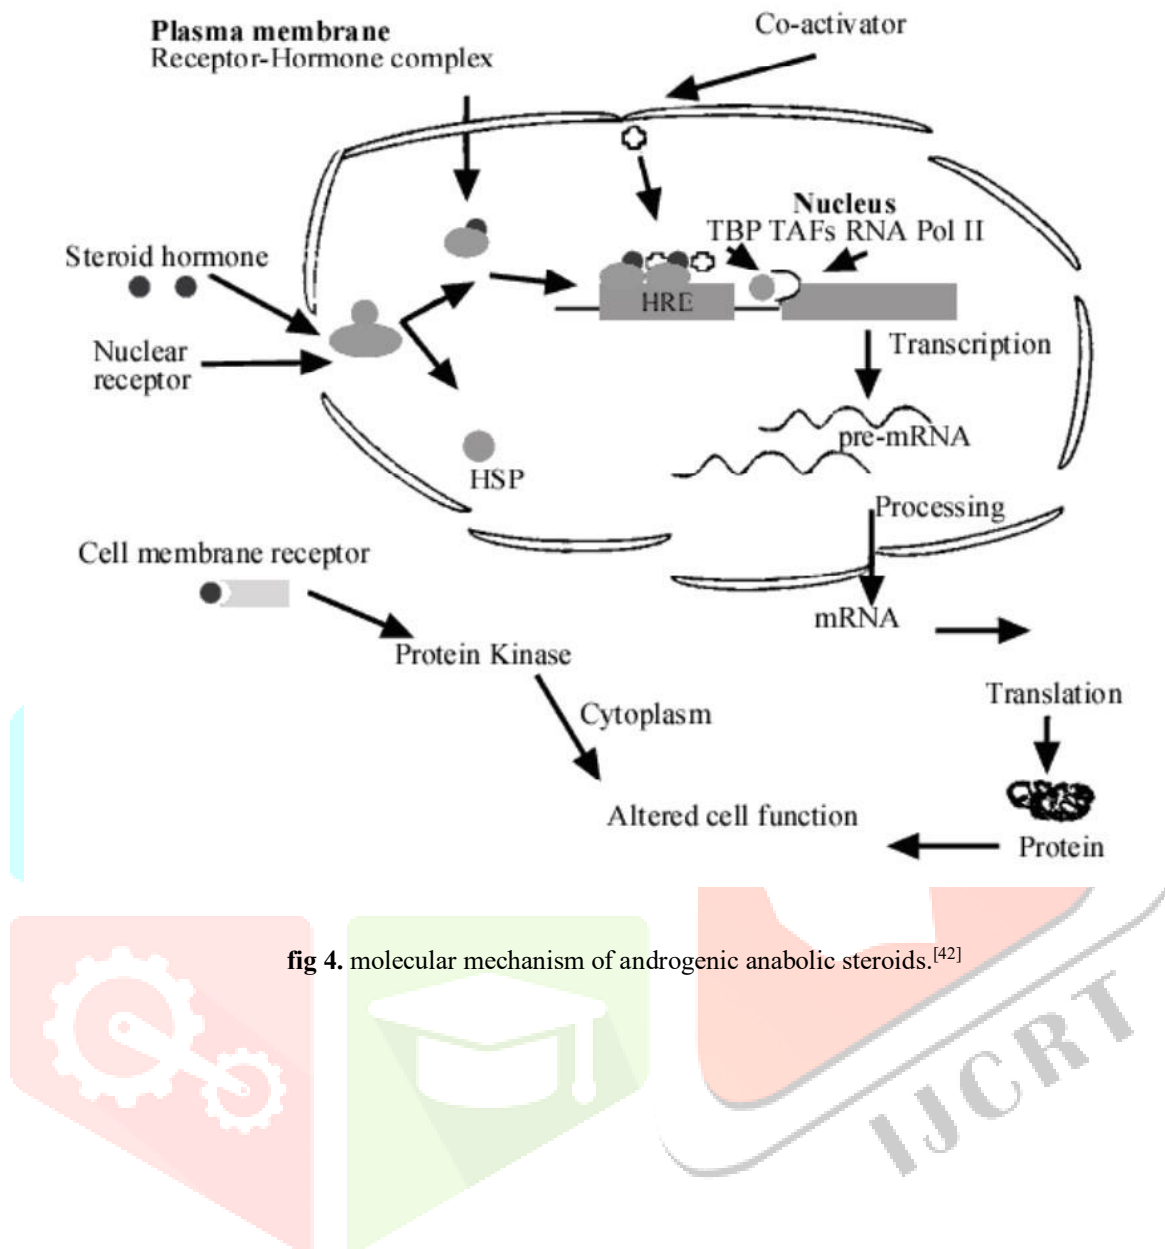 Plasma membrane
Receptor-Hormone complex
Co-activator
Nucleus
TBP TAFs RNA Pol II
Steroid hormone
HRE
Nuclear
receptor
Transcription
pre-mRNA
HSP
Processing
Cell membrane receptor
mRNA
Protein Kinase
Translation
Cytoplasm
Altered cell function
Protein
fig 4. molecular mechanism of androgenic anabolic steroids.[42]
IJCRT